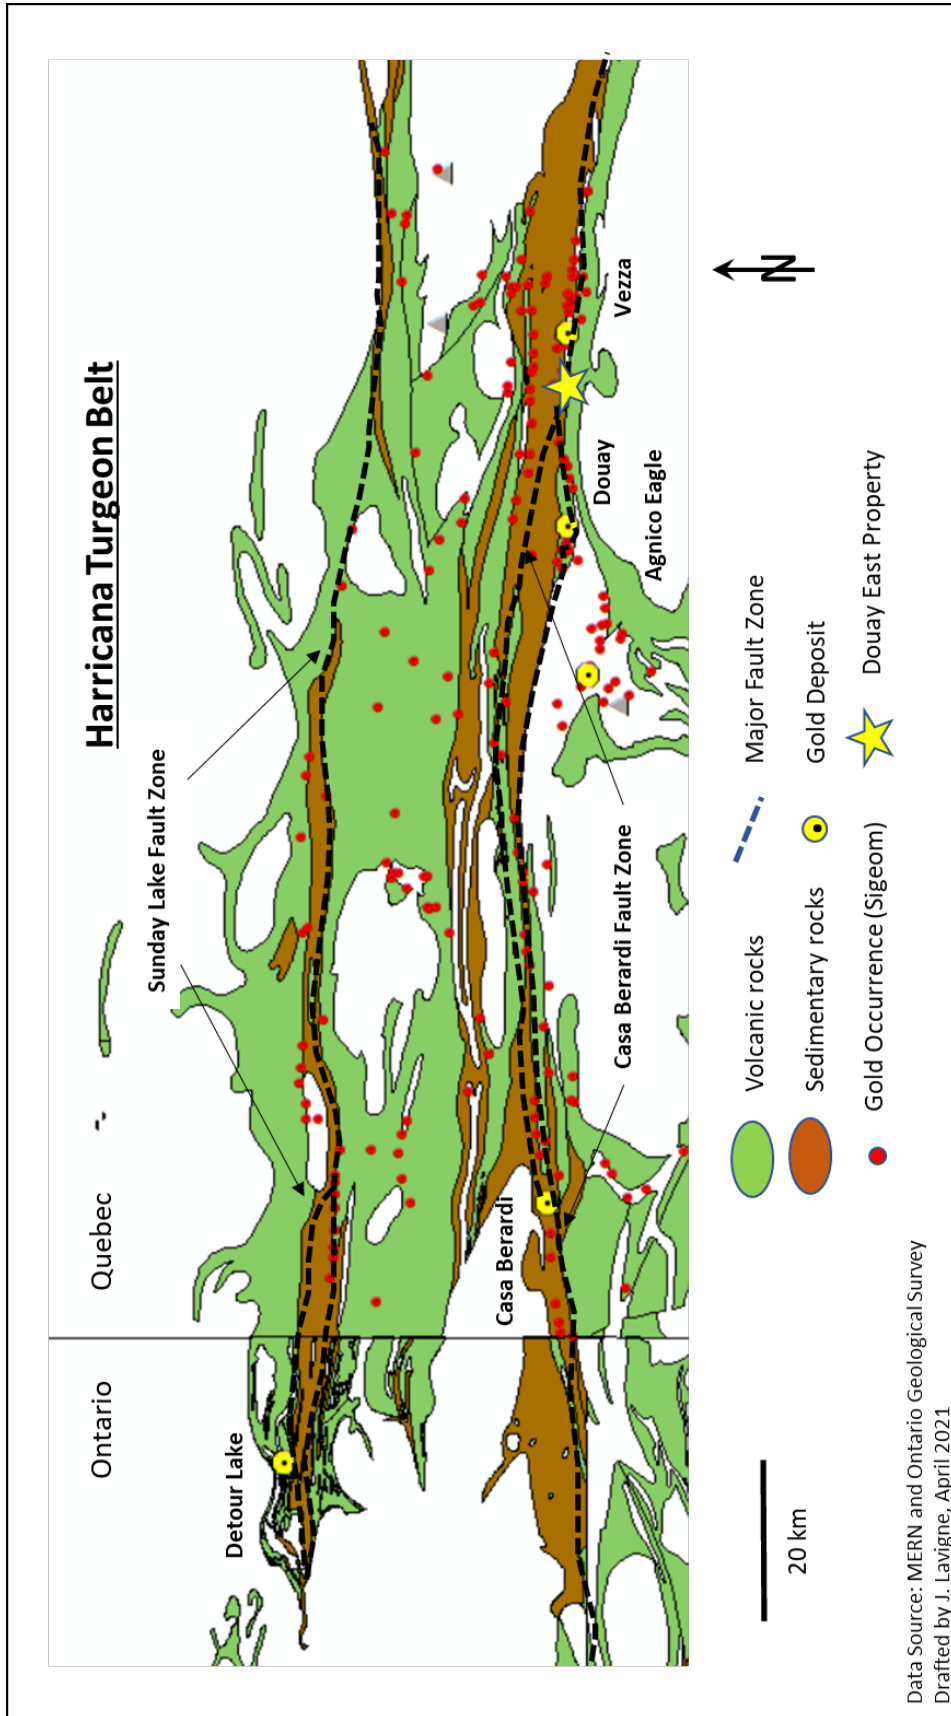 Harricana Turgeon Belt
Ontario
Quebec
Sunday Lake Fault Zone
Detour Lake
Casa Berardi
Casa Berardi Fault Zone
Agnico Eagle
Douay
Vezza
N
20 km
Volcanic rocks
Major Fault Zone
Sedimentary rocks
Gold Deposit
Gold Occurrence (Sigeom)
Douay East Property
Data Source: MERN and Ontario Geological Survey
Drafted by J. Lavigne, April 2021